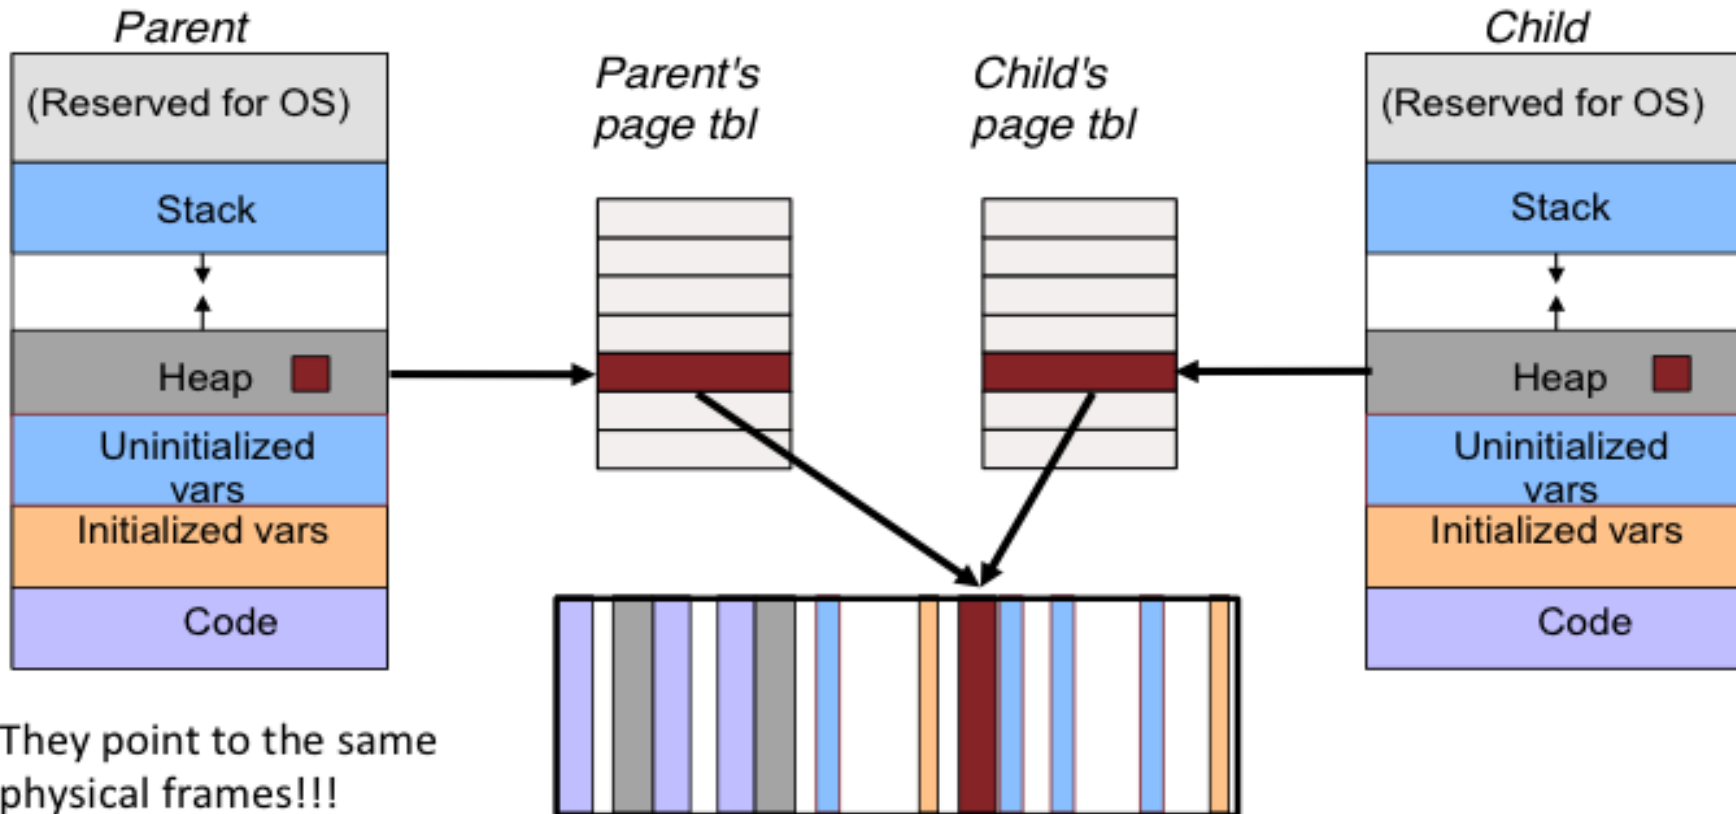 Parent
(Reserved for OS)
Stack
Heap
Uninitialized
vars
Initialized vars
Code
Parent's
page tbl
Child's
page tbl
Child
(Reserved for OS)
Stack
Heap
Uninitialized
vars
Initialized vars
Code
They point to the same
physical frames!!!